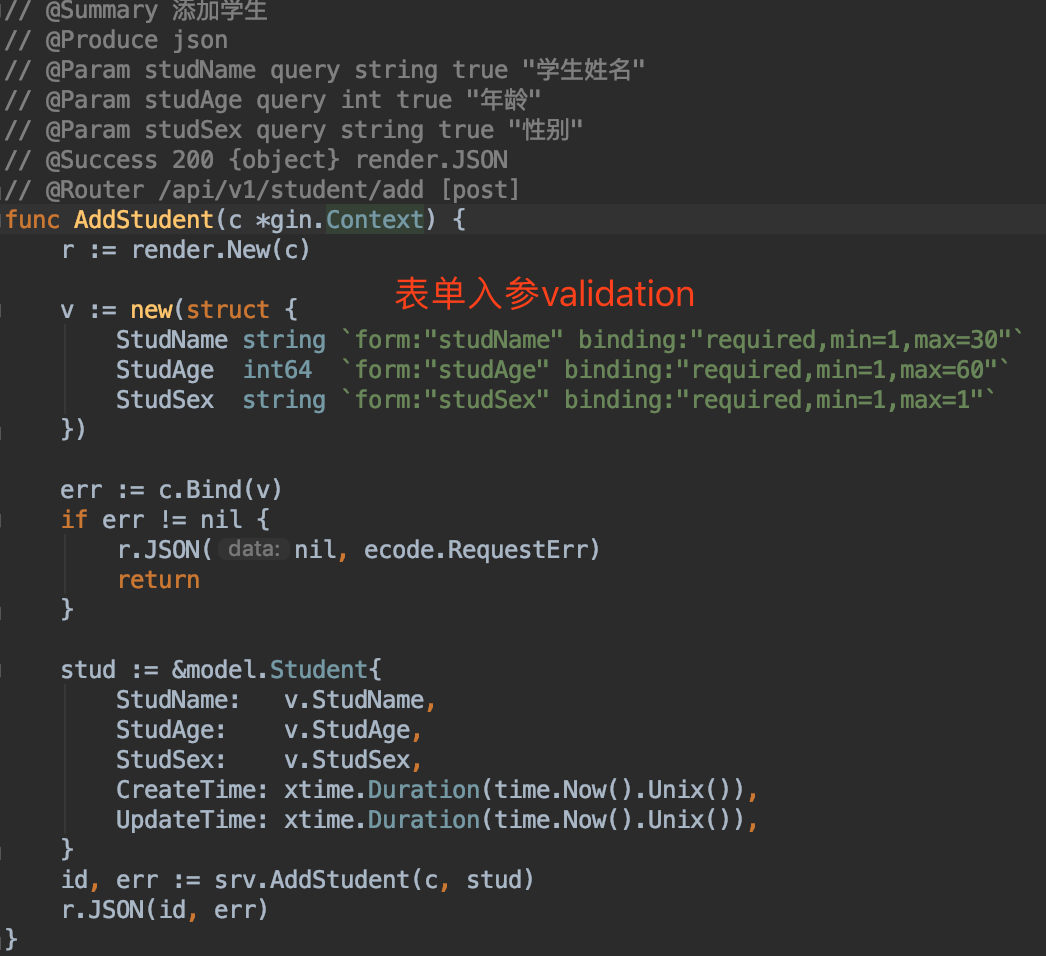 // @Summary 添加学生
// @Produce json
// @Param studName query string true "学生姓名"
// @Param studAge query int true "年龄"
// @Param studSex query string true "性别"
// @Success 200 {object} render.JSON
// @Router /api/v1/student/add [post]
func AddStudent(c *gin.Context) {
r := render.New(c)
表单入参validation
v := new(struct {
StudName string `form:"studName" binding:"required,min=1,max=30"`
StudAge int64 `form:"studAge" binding:"required,min=1,max=60"`
StudSex string `form:"studSex" binding:"required,min=1,max=1"`
})
err := c.Bind(v)
if err != nil {
r.JSON( data: nil, ecode.RequestErr)
return
}
stud := &model.Student{
StudName: v.StudName,
StudAge: v.StudAge,
StudSex: v.StudSex,
CreateTime: xtime.Duration(time.Now().Unix()),
UpdateTime: xtime.Duration(time.Now().Unix()),
}
id, err := srv.AddStudent(c, stud)
r.JSON(id, err)
}